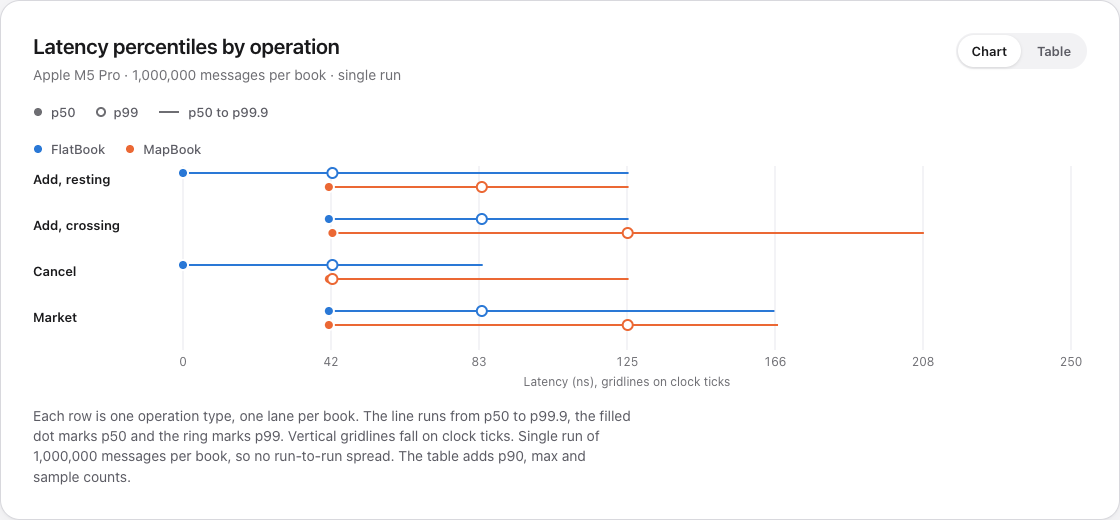 Latency percentiles by operation
Chart Table
Apple M5 Pro · 1,000,000 messages per book · single run
p50 p99 p50 to p99.9
FlatBook MapBook
Add, resting
Add, crossing
Cancel
Market
0 42 83 125 166 208 250
Latency (ns), gridlines on clock ticks
Each row is one operation type, one lane per book. The line runs from p50 to p99.9, the filled
dot marks p50 and the ring marks p99. Vertical gridlines fall on clock ticks. Single run of
1,000,000 messages per book, so no run-to-run spread. The table adds p90, max and
sample counts.